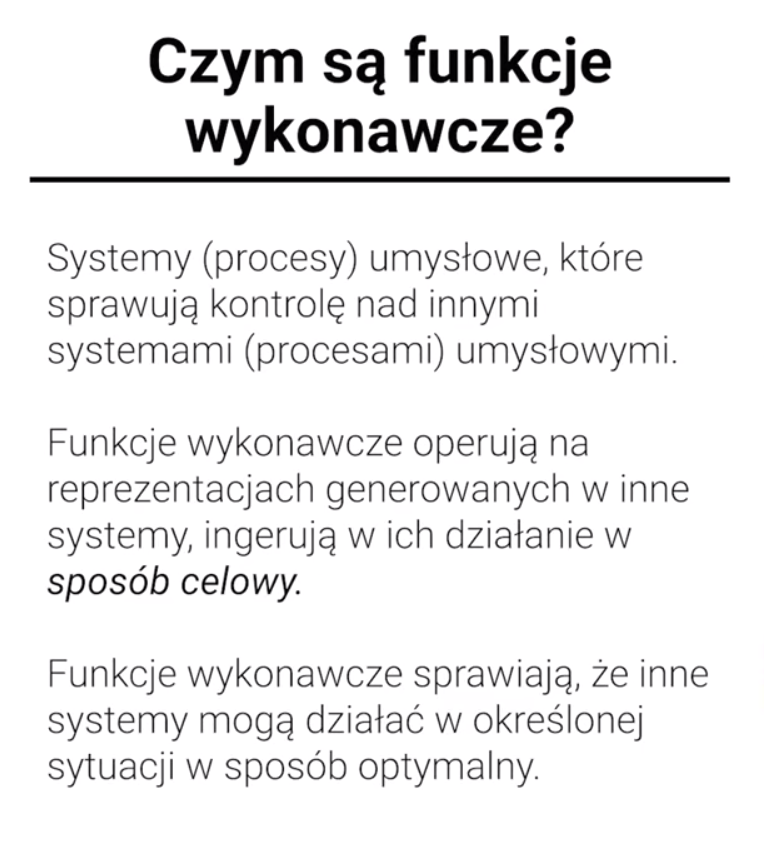 Czym są funkcje
wykonawcze?
Systemy (procesy) umysłowe, które
sprawują kontrolę nad innymi
systemami (procesami) umysłowymi.
Funkcje wykonawcze operują na
reprezentacjach generowanych w inne
systemy, ingerują w ich działanie w
sposób celowy.
Funkcje wykonawcze sprawiają, że inne
systemy mogą działać w określonej
sytuacji w sposób optymalny.